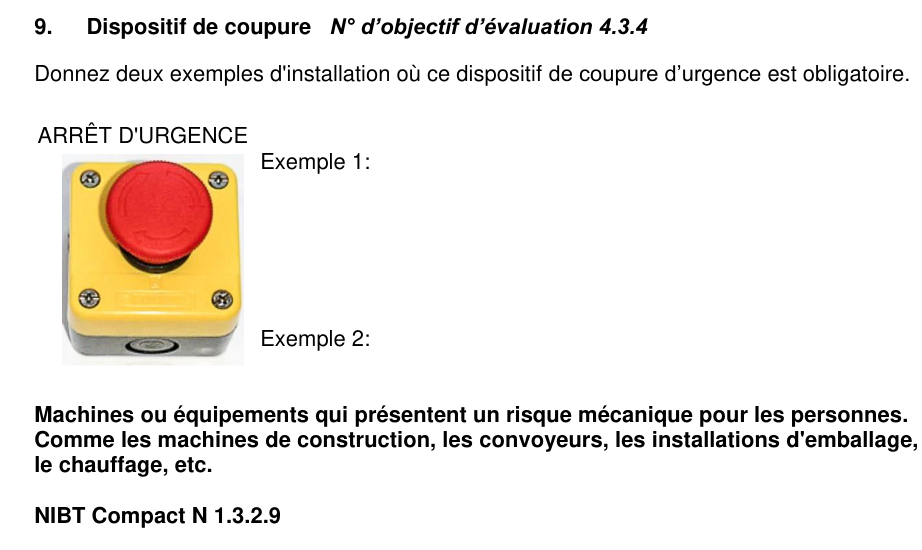 9. Dispositif de coupure N° d’objectif d’évaluation 4.3.4
Donnez deux exemples d'installation où ce dispositif de coupure d’urgence est obligatoire.
ARRÊT D'URGENCE
Exemple 1:
Exemple 2:
Machines ou équipements qui présentent un risque mécanique pour les personnes.
Comme les machines de construction, les convoyeurs, les installations d'emballage,
le chauffage, etc.
NIBT Compact N 1.3.2.9